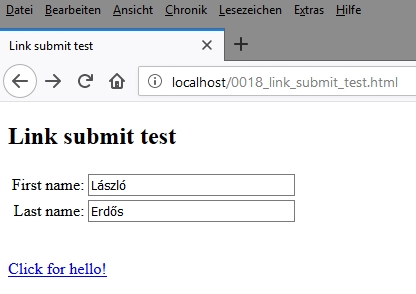 Datei Bearbeiten Ansicht Chronik Lesezeichen Extras Hilfe
Link submit test
localhost/0018_link_submit_test.html
Link submit test
First name: László
Last name: Erdős
Click for hello!